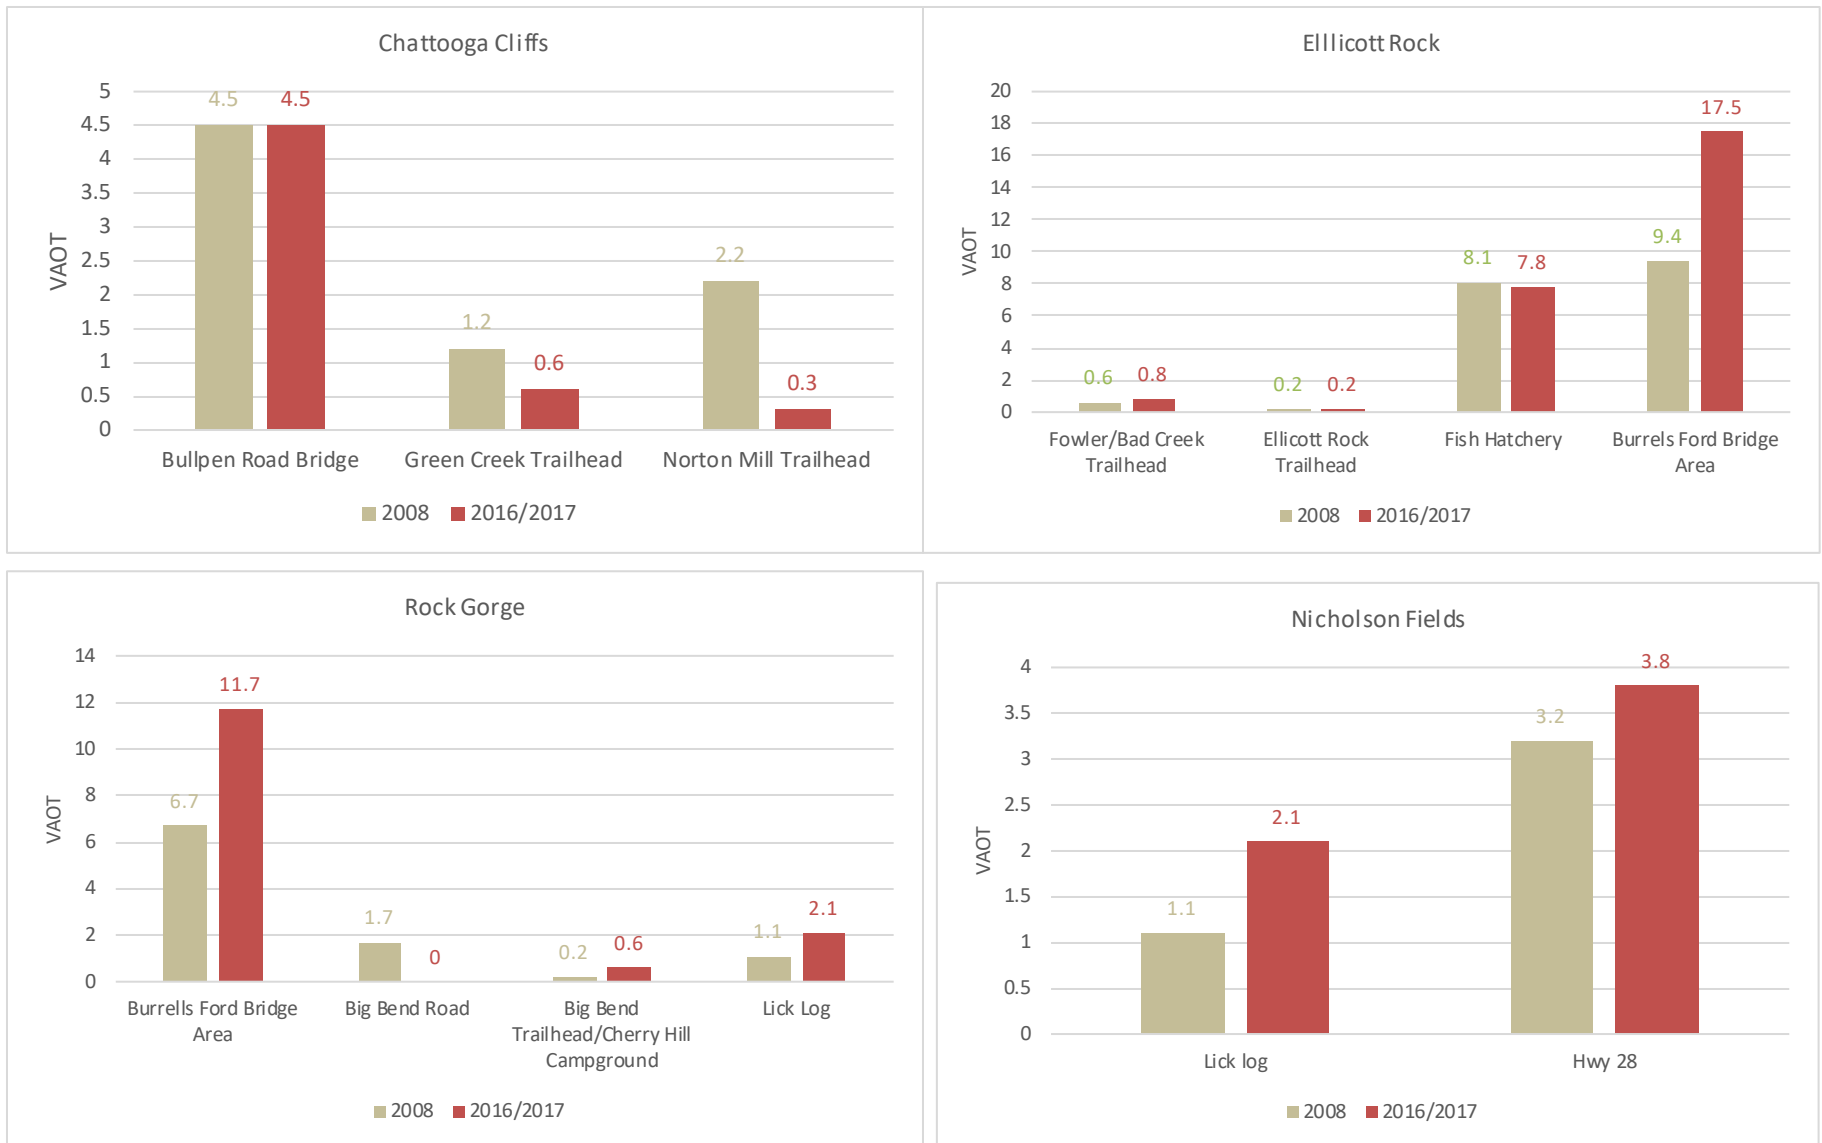 Chattooga Cliffs
VAOT
5
4.5
4
3.5
3
2.5
2
1.5
1
0.5
0
4.5
4.5
1.2
0.6
2.2
0.3
Bullpen Road Bridge
Green Creek Trailhead
Norton Mill Trailhead
2008
2016/2017
Elllicott Rock
VAOT
20
18
16
14
12
10
8
6
4
2
0
0.6
0.8
0.2
0.2
8.1
7.8
9.4
17.5
Fowler/Bad Creek
Trailhead
Ellicott Rock
Trailhead
Fish Hatchery
Burrels Ford Bridge
Area
2008
2016/2017
Rock Gorge
VAOT
14
12
10
8
6
4
2
0
6.7
11.7
1.7
0
0.2
0.6
1.1
2.1
Burrells Ford Bridge
Area
Big Bend Road
Big Bend
Trailhead/Cherry Hill
Campground
Lick Log
2008
2016/2017
Nicholson Fields
VAOT
4
3.5
3
2.5
2
1.5
1
0.5
0
1.1
2.1
3.2
3.8
Lick log
Hwy 28
2008
2016/2017